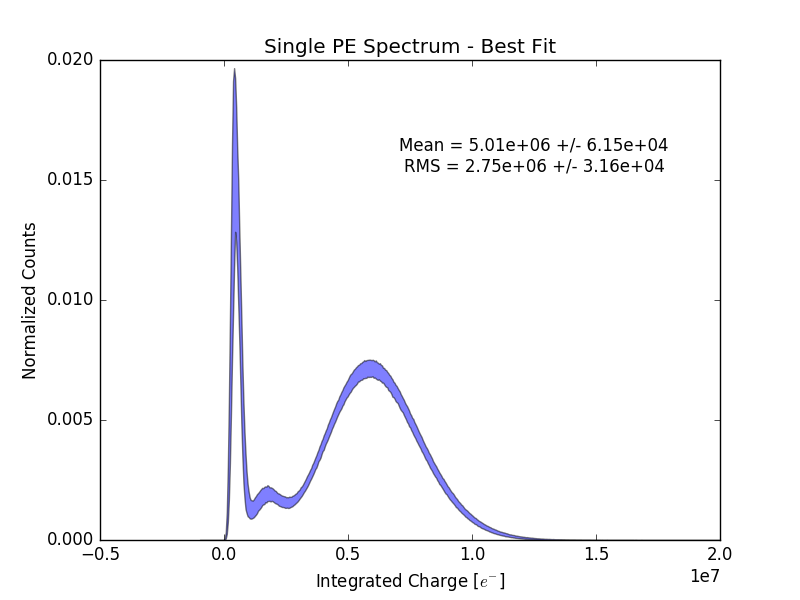 Single PE Spectrum - Best Fit
0.020
Mean = 5.01e+06 +/- 6.15e+04
RMS = 2.75e+06 +/- 3.16e+04
0.015
Normalized Counts
0.010
0.005
0.000
−0.5 0.0 0.5 1.0 1.5 2.0
1e7
Integrated Charge [e⁻]